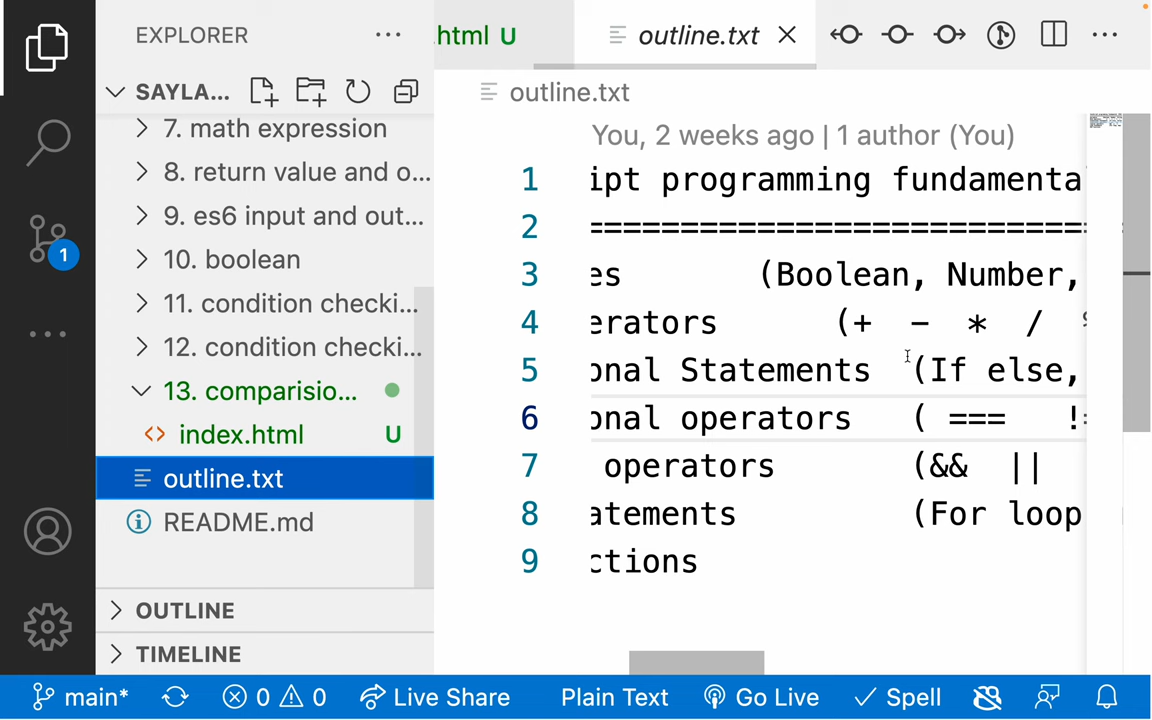 EXPLORER
SAYLA...
7. math expression
8. return value and o...
9. es6 input and out...
10. boolean
11. condition checki...
12. condition checki...
13. comparisio...
index.html U
outline.txt
README.md
OUTLINE
TIMELINE
.html U
outline.txt
outline.txt
You, 2 weeks ago | 1 author (You)
1 ipt programming fundamenta
2 ==============================
3 es (Boolean, Number,
4 erators (+ - * /
5 onal Statements (If else,
6 onal operators ( === !=
7 operators (&& ||
8 atements (For loop
9 ctions
1
main* 0 0 Live Share Plain Text Go Live Spell